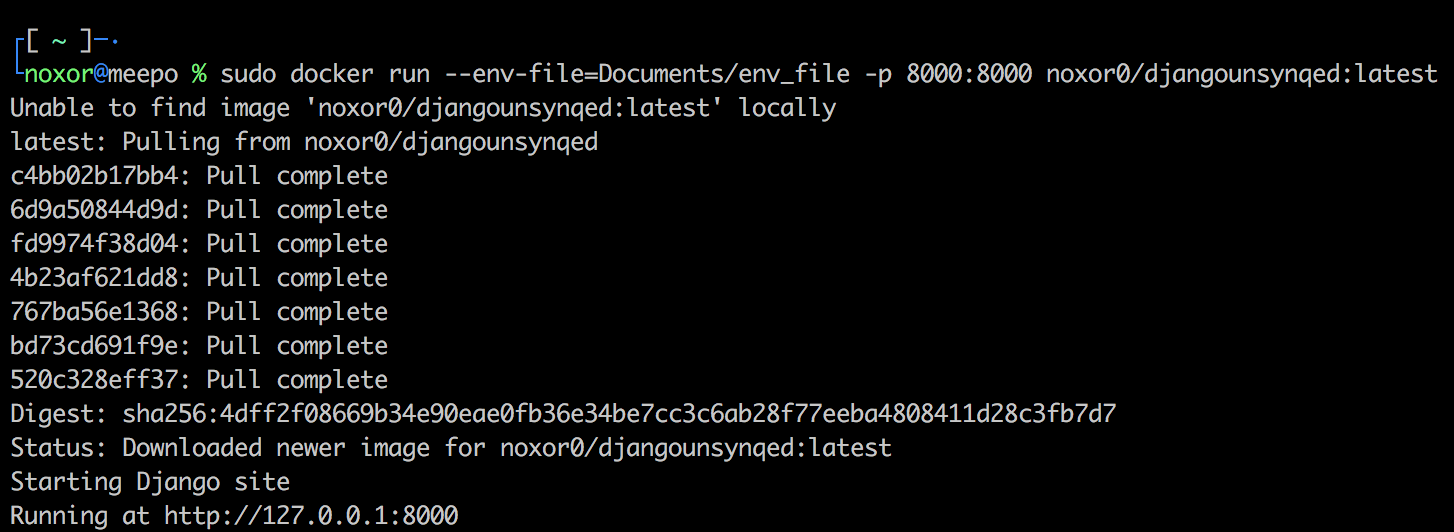 [ ~ ]-·
noxor@meepo % sudo docker run --env-file=Documents/env_file -p 8000:8000 noxor0/djangounsynqed:latest
Unable to find image 'noxor0/djangounsynqed:latest' locally
latest: Pulling from noxor0/djangounsynqed
c4bb02b17bb4: Pull complete
6d9a50844d9d: Pull complete
fd9974f38d04: Pull complete
4b23af621dd8: Pull complete
767ba56e1368: Pull complete
bd73cd691f9e: Pull complete
520c328eff37: Pull complete
Digest: sha256:4dff2f08669b34e90eae0fb36e34be7cc3c6ab28f77eeba4808411d28c3fb7d7
Status: Downloaded newer image for noxor0/djangounsynqed:latest
Starting Django site
Running at http://127.0.0.1:8000